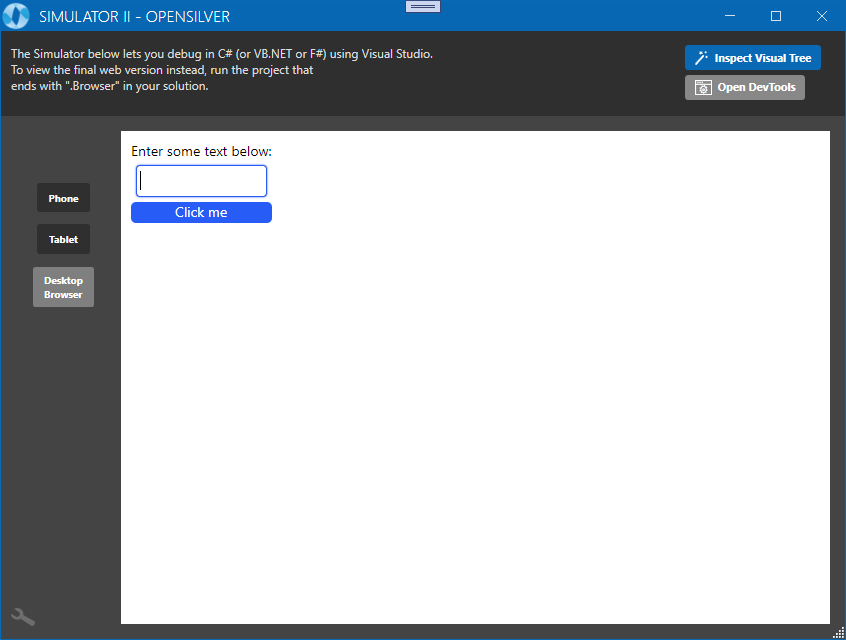 SIMULATOR II - OPENSILVER
The Simulator below lets you debug in C# (or VB.NET or F#) using Visual Studio.
To view the final web version instead, run the project that
ends with ".Browser" in your solution.
Inspect Visual Tree
Open DevTools
Phone
Tablet
Desktop
Browser
Enter some text below:
Click me